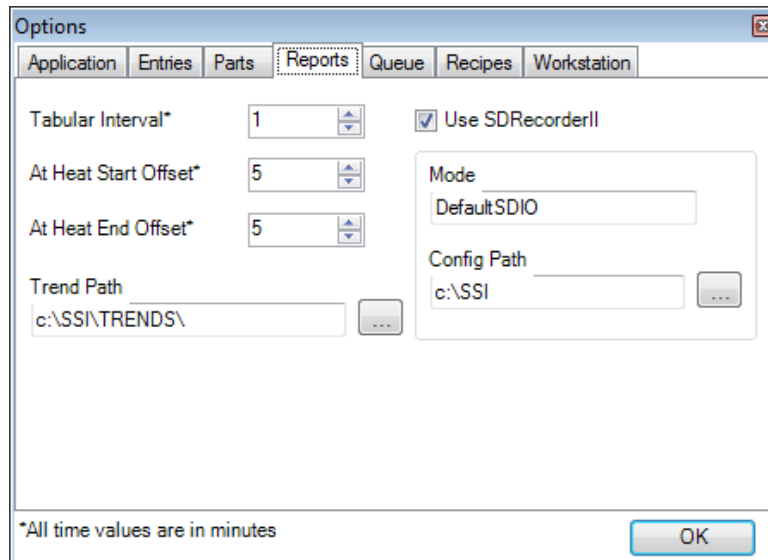 Options
Application Entries Parts Reports Queue Recipes Workstation
Tabular Interval* 1
Use SDRecorderII
At Heat Start Offset* 5
At Heat End Offset* 5
Mode
DefaultSDIO
Config Path
c:\SSI ...
Trend Path
c:\SSI\TRENDS\ ...
*All time values are in minutes
OK